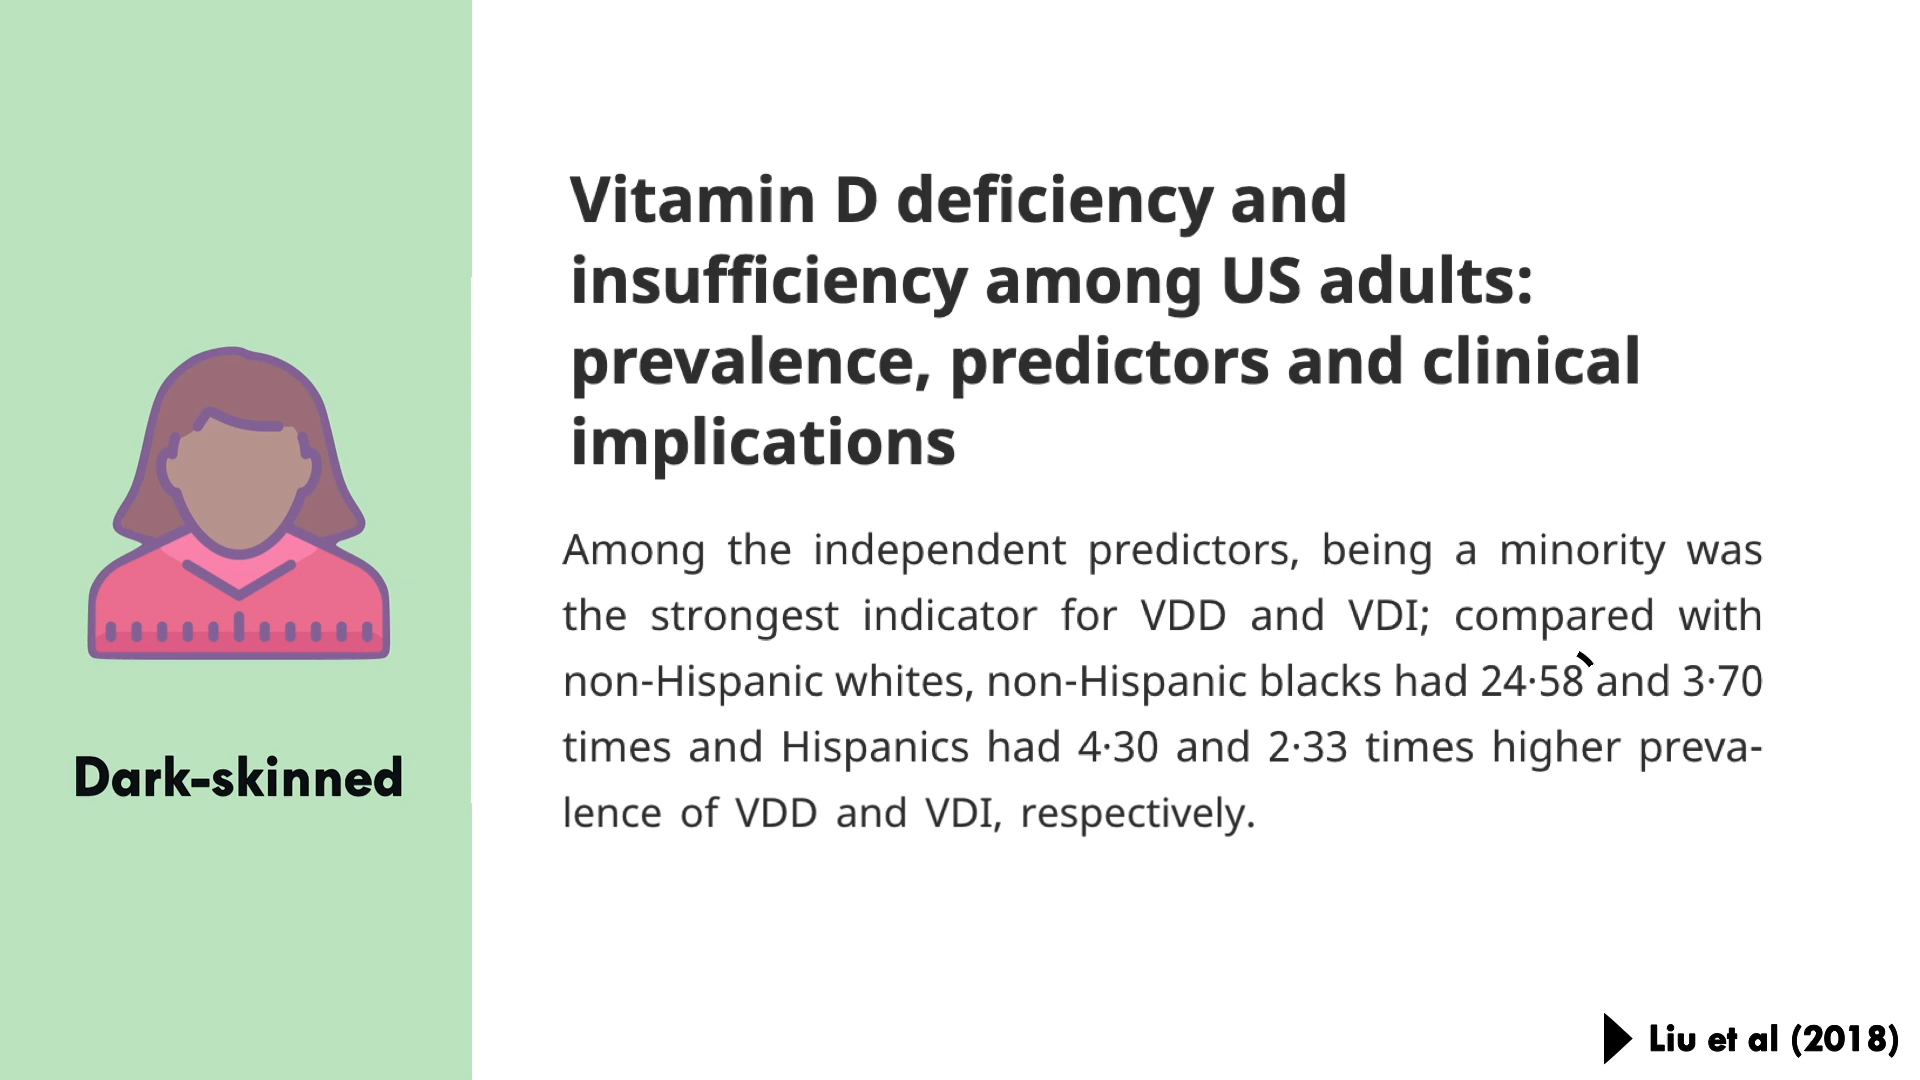 Vitamin D deficiency and
insufficiency among US adults:
prevalence, predictors and clinical
implications
Among the independent predictors, being a minority was
the strongest indicator for VDD and VDI; compared with
non-Hispanic whites, non-Hispanic blacks had 24·58 and 3·70
times and Hispanics had 4·30 and 2·33 times higher preva-
lence of VDD and VDI, respectively.
Dark-skinned
Liu et al (2018)